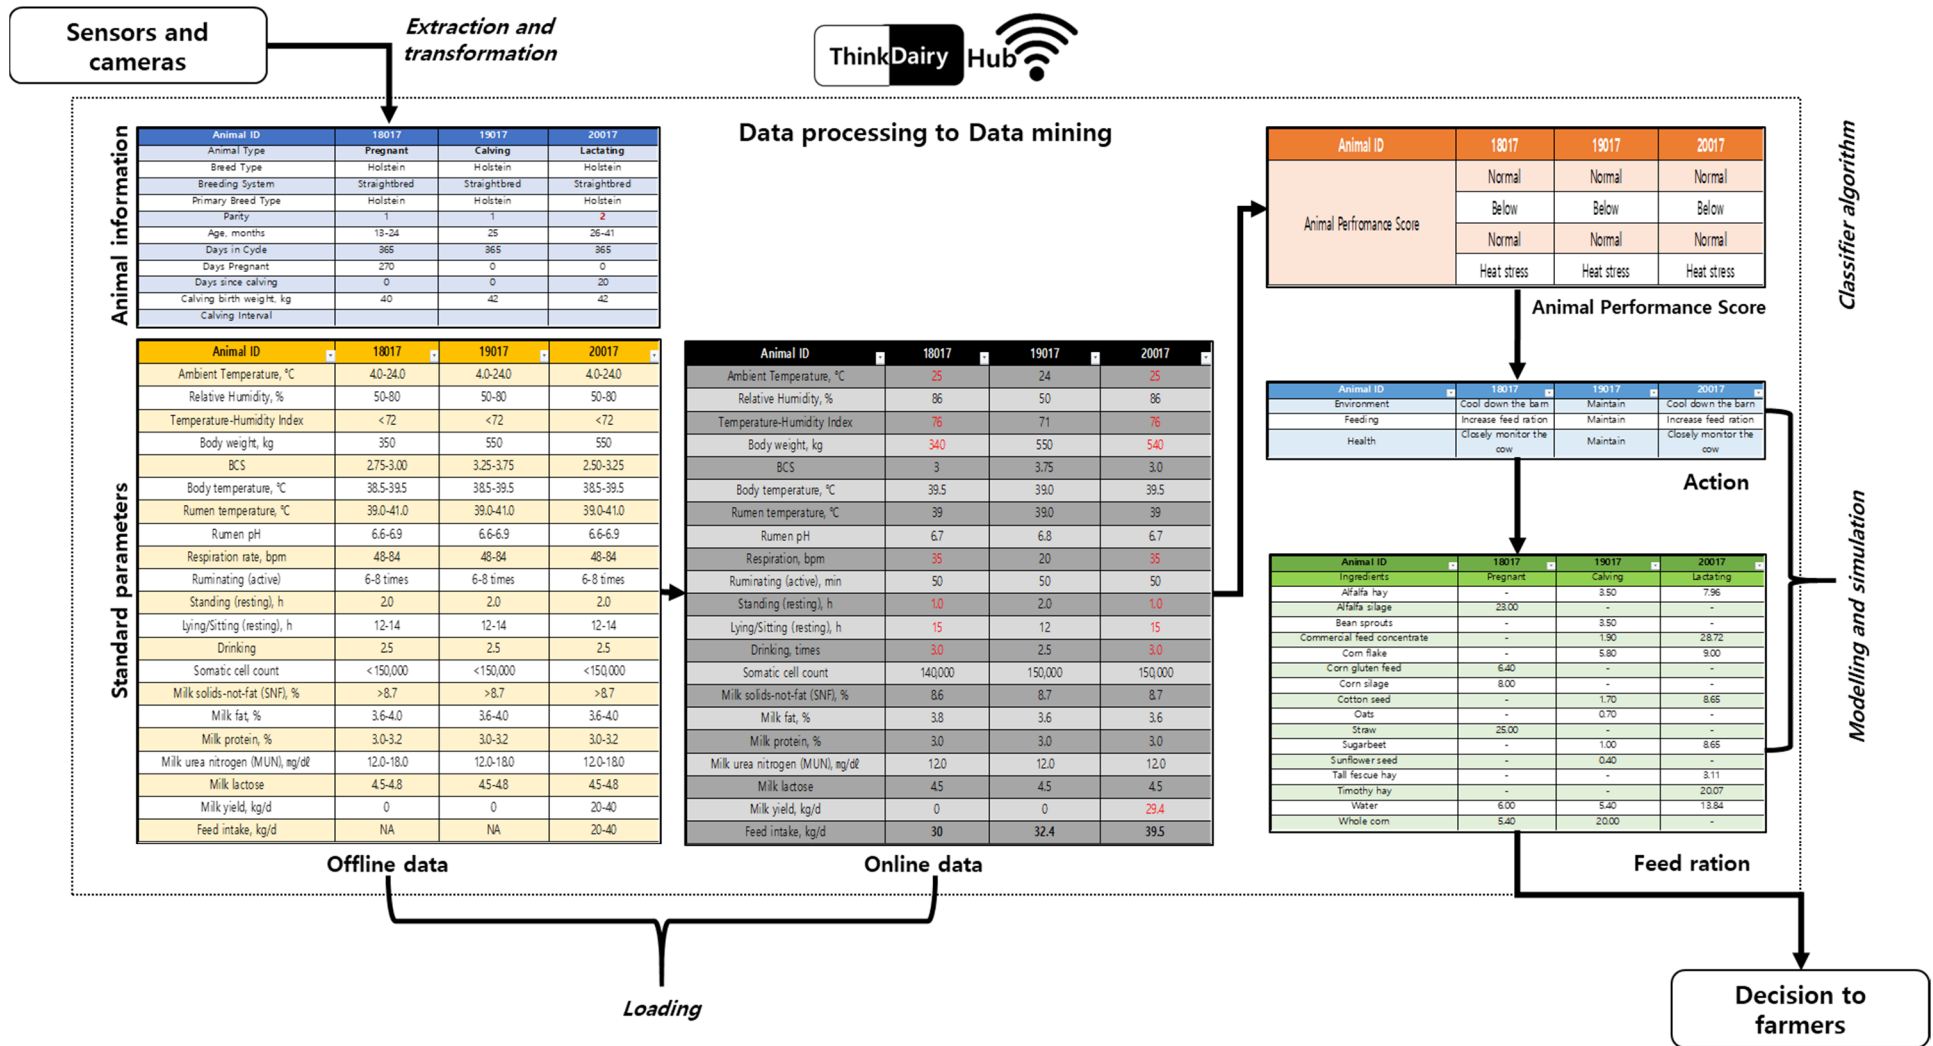 Sensors and
cameras
Extraction and
transformation
ThinkDairy Hub
Data processing to Data mining
Animal information
Animal ID 18017 19017 20017
Animal Type Pregnant Calving Lactating
Breed Type Holstein Holstein Holstein
Breeding System Straightbred Straightbred Straightbred
Primary Breed Type Holstein Holstein Holstein
Parity 1 1 2
Age, months 13-24 25 26-41
Days in Cycle 365 365 365
Days Pregnant 270 0 0
Days since calving 0 0 20
Calving birth weight, kg 40 42 42
Calving Interval
Standard parameters
Animal ID 18017 19017 20017
Ambient Temperature, °C 4.0-24.0 4.0-24.0 4.0-24.0
Relative Humidity, % 50-80 50-80 50-80
Temperature-Humidity Index <72 <72 <72
Body weight, kg 350 550 550
BCS 2.75-3.00 3.25-3.75 2.50-3.25
Body temperature, °C 38.5-39.5 38.5-39.5 38.5-39.5
Rumen temperature, °C 39.0-41.0 39.0-41.0 39.0-41.0
Rumen pH 6.6-6.9 6.6-6.9 6.6-6.9
Respiration rate, bpm 48-84 48-84 48-84
Ruminating (active) 6-8 times 6-8 times 6-8 times
Standing (resting), h 2.0 2.0 2.0
Lying/Sitting (resting), h 12-14 12-14 12-14
Drinking 2.5 2.5 2.5
Somatic cell count <150,000 <150,000 <150,000
Milk solids-not-fat (SNF), % >8.7 >8.7 >8.7
Milk fat, % 3.6-4.0 3.6-4.0 3.6-4.0
Milk protein, % 3.0-3.2 3.0-3.2 3.0-3.2
Milk urea nitrogen (MUN), mg/dℓ 12.0-18.0 12.0-18.0 12.0-18.0
Milk lactose 4.5-4.8 4.5-4.8 4.5-4.8
Milk yield, kg/d 0 0 20-40
Feed intake, kg/d NA NA 20-40
Offline data
Animal ID 18017 19017 20017
Ambient Temperature, °C 25 24 25
Relative Humidity, % 86 50 86
Temperature-Humidity Index 76 71 76
Body weight, kg 340 550 540
BCS 3 3.75 3.0
Body temperature, °C 39.5 39.0 39.5
Rumen temperature, °C 39 39.0 39
Rumen pH 6.7 6.8 6.7
Respiration, bpm 35 20 35
Ruminating (active), min 50 50 50
Standing (resting), h 1.0 2.0 1.0
Lying/Sitting (resting), h 15 12 15
Drinking, times 3.0 2.5 3.0
Somatic cell count 140,000 150,000 150,000
Milk solids-not-fat (SNF), % 8.6 8.7 8.7
Milk fat, % 3.8 3.6 3.6
Milk protein, % 3.0 3.0 3.0
Milk urea nitrogen (MUN), mg/dℓ 12.0 12.0 12.0
Milk lactose 4.5 4.5 4.5
Milk yield, kg/d 0 0 29.4
Feed intake, kg/d 30 32.4 39.5
Online data
Loading
Animal ID 18017 19017 20017
Animal Perfromance Score
Normal Normal Normal
Below Below Below
Normal Normal Normal
Heat stress Heat stress Heat stress
Animal Performance Score
Classifier algorithm
Animal ID 18017 19017 20017
Environment Cool down the barn Maintain Cool down the barn
Feeding Increase feed ration Maintain Increase feed ration
Health Closely monitor the cow Maintain Closely monitor the cow
Action
Modelling and simulation
Animal ID 18017 19017 20017
Ingredients Pregnant Calving Lactating
Alfalfa hay - 3.50 7.96
Alfalfa silage 23.00 - -
Bean sprouts - 3.50 -
Commercial feed concentrate - 1.90 28.72
Corn flake - 5.80 9.00
Corn gluten feed 6.40 - -
Corn silage 8.00 - -
Cotton seed - 1.70 8.65
Oats - 0.70 -
Straw 25.00 - -
Sugarbeet - 1.00 8.65
Sunflower seed - 0.40 -
Tall fescue hay - - 3.11
Timothy hay - - 20.07
Water 6.00 5.40 13.84
Whole corn 5.40 20.00 -
Feed ration
Decision to
farmers